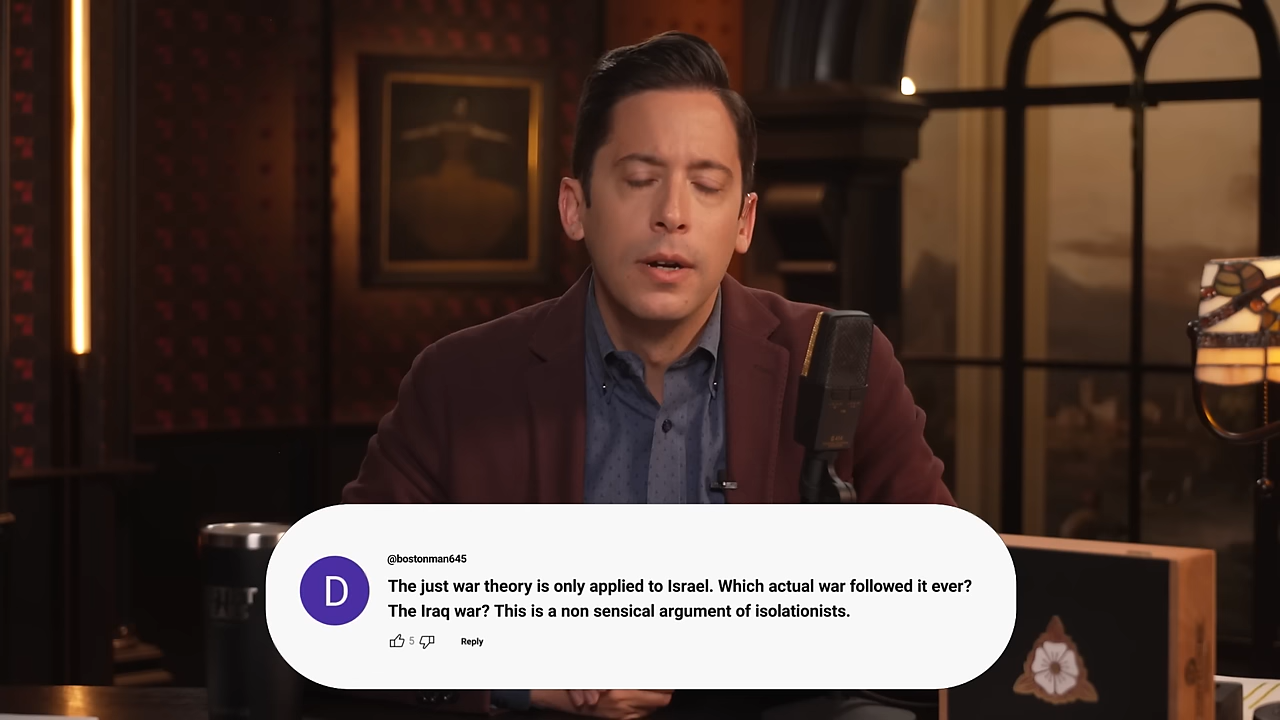 @bostonman645
D
The just war theory is only applied to Israel. Which actual war followed it ever?
The Iraq war? This is a non sensical argument of isolationists.
5
Reply